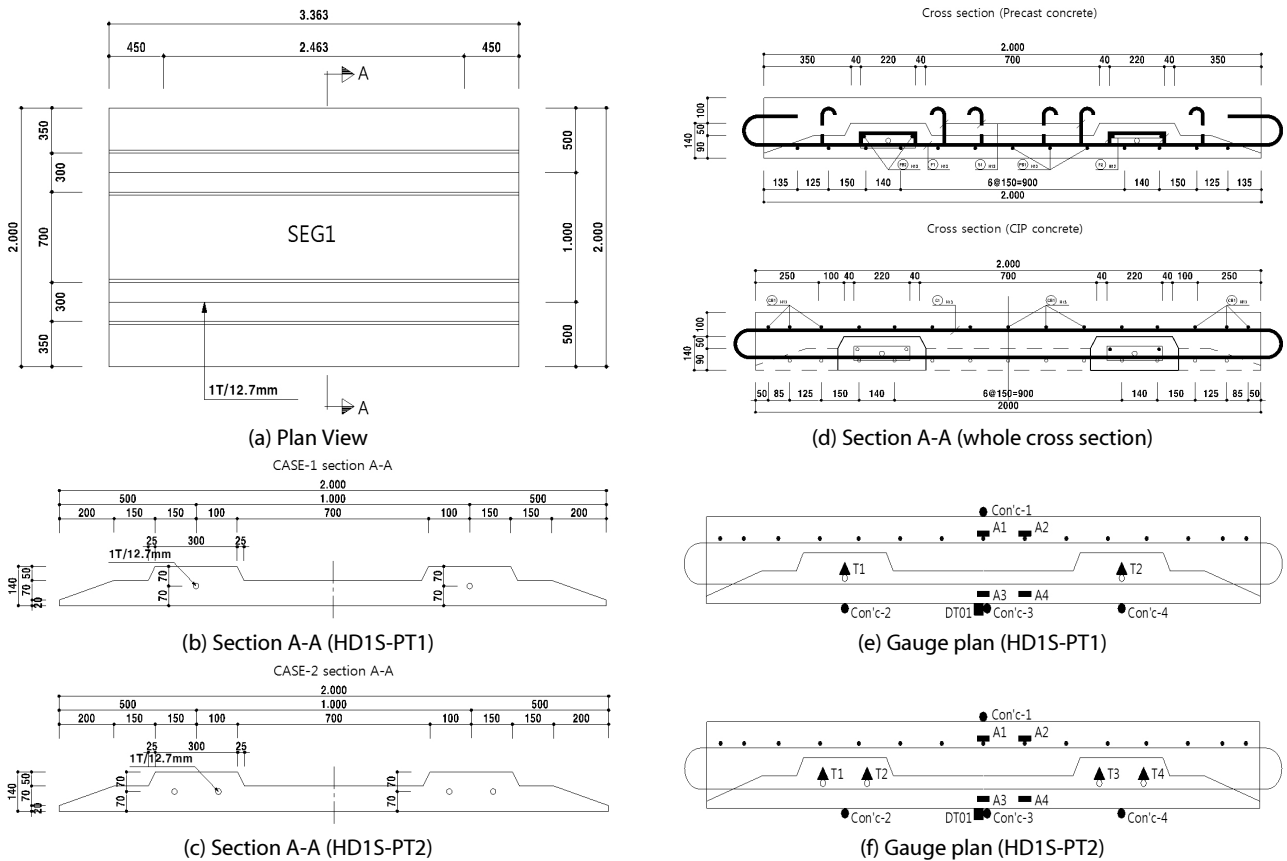 3.363
450
2.463
450
A
2.000
350
300
700
300
350
500
1.000
500
2.000
SEG1
1T/12.7mm
A
(a) Plan View
CASE-1 section A-A
2.000
500
1.000
500
200
150
150
100
700
100
150
150
200
25
300
25
1T/12.7mm
140
70 50
20
70
70
70
70
(b) Section A-A (HD1S-PT1)
CASE-2 section A-A
2.000
500
1.000
500
200
150
150
100
700
100
150
150
200
25
300
25
1T/12.7mm
140
70 50
20
70
70
70
70
(c) Section A-A (HD1S-PT2)
Cross section (Precast concrete)
2.000
350
40
220
40
700
40
220
40
350
140
100
50
90
135
125
150
140
6@150=900
140
150
125
135
2.000
Cross section (CIP concrete)
2.000
250
100
40
220
40
700
40
220
40
100
250
140
100
50
90
50
85
125
150
140
6@150=900
140
150
125
85
50
2000
(d) Section A-A (whole cross section)
Con'c-1
A1
A2
T1
T2
A3
A4
Con'c-2
DT01
Con'c-3
Con'c-4
(e) Gauge plan (HD1S-PT1)
Con'c-1
A1
A2
T1
T2
T3
T4
A3
A4
Con'c-2
DT01
Con'c-3
Con'c-4
(f) Gauge plan (HD1S-PT2)